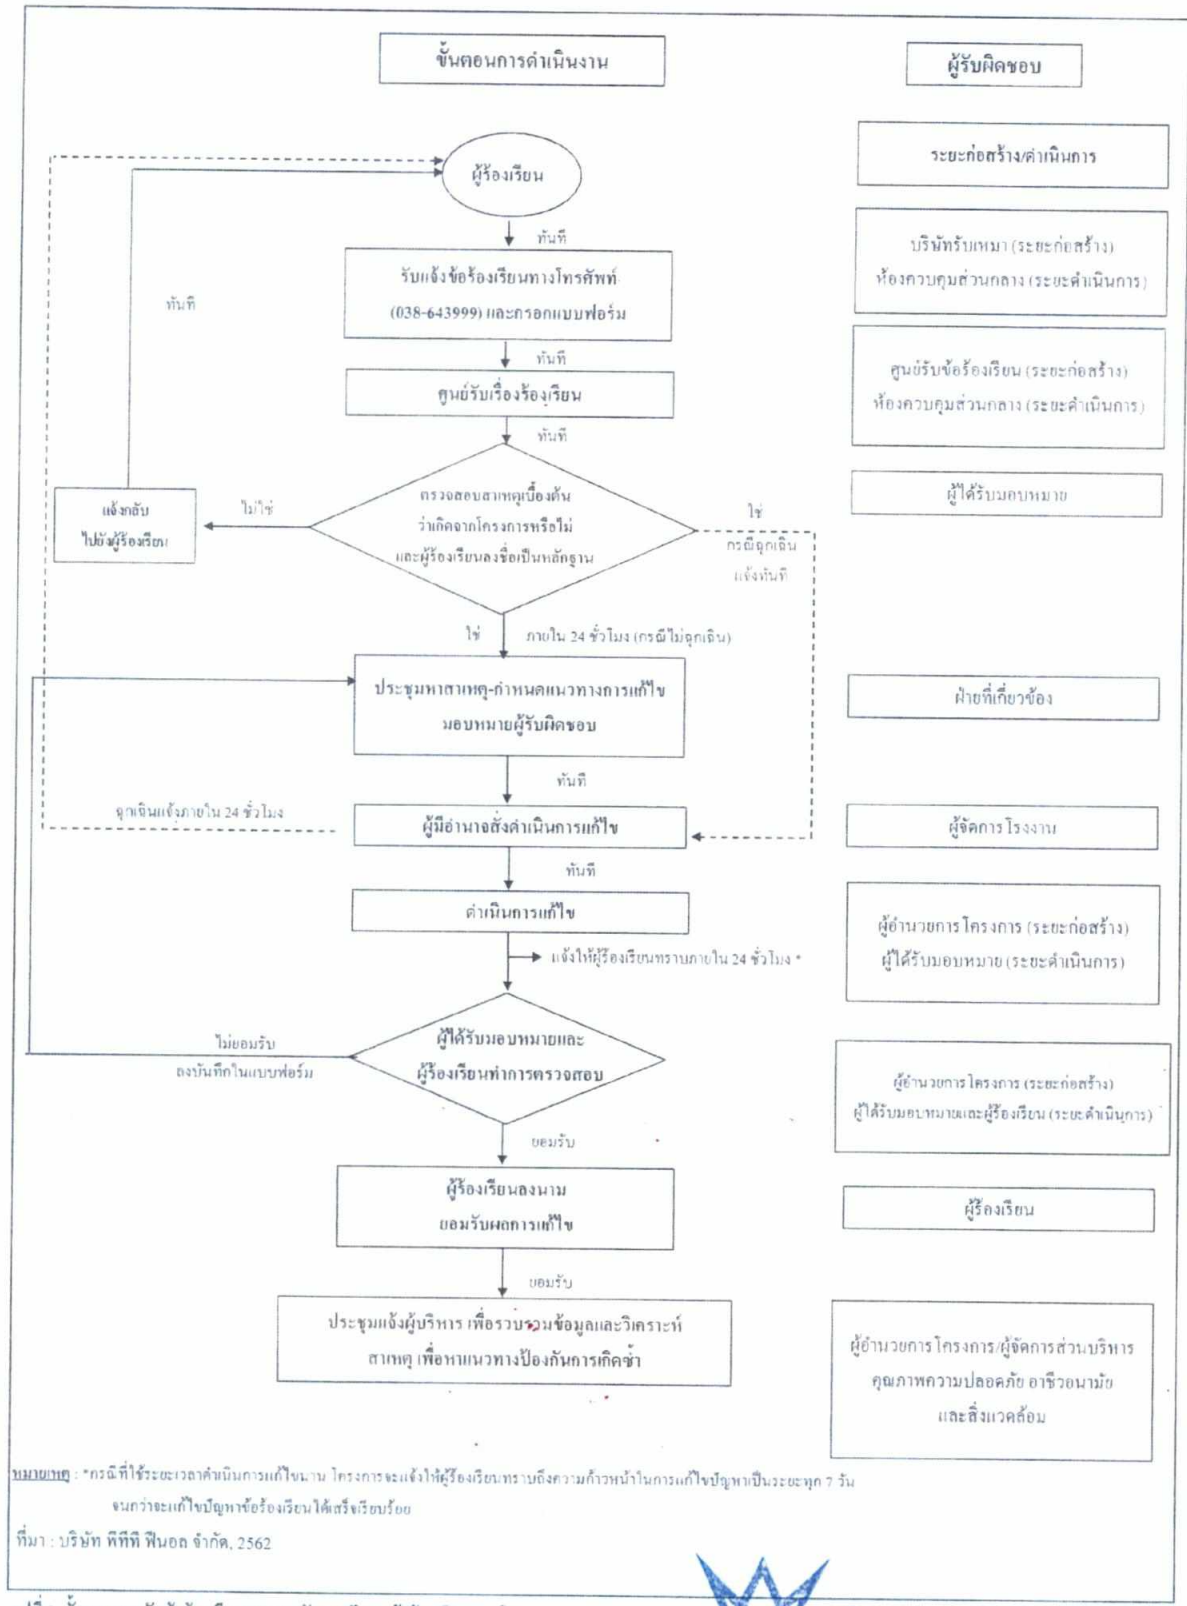 ขั้นตอนการดำเนินงาน
ผู้รับผิดชอบ
ผู้ร้องเรียน
ระยะก่อสร้าง/ดำเนินการ
ทันที
ทันที
รับแจ้งข้อร้องเรียนทางโทรศัพท์
(038-643999) และกรอกแบบฟอร์ม
บริษัทรับเหมา (ระยะก่อสร้าง)
ห้องควบคุมส่วนกลาง (ระยะดำเนินการ)
ทันที
ศูนย์รับเรื่องร้องเรียน
ศูนย์รับข้อร้องเรียน (ระยะก่อสร้าง)
ห้องควบคุมส่วนกลาง (ระยะดำเนินการ)
ทันที
ตรวจสอบสาเหตุเบื้องต้น
ว่าเกิดจากโครงการหรือไม่
และผู้ร้องเรียนลงชื่อเป็นหลักฐาน
ผู้ได้รับมอบหมาย
ไม่ใช่
แจ้งกลับ
ไปยังผู้ร้องเรียน
ใช่
กรณีฉุกเฉิน
แจ้งทันที
ใช่
ภายใน 24 ชั่วโมง (กรณีไม่ฉุกเฉิน)
ประชุมหาสาเหตุ-กำหนดแนวทางการแก้ไข
มอบหมายผู้รับผิดชอบ
ฝ่ายที่เกี่ยวข้อง
ทันที
ฉุกเฉินแจ้งภายใน 24 ชั่วโมง
ผู้มีอำนาจสั่งดำเนินการแก้ไข
ผู้จัดการโรงงาน
ทันที
ดำเนินการแก้ไข
ผู้อำนวยการโครงการ (ระยะก่อสร้าง)
ผู้ได้รับมอบหมาย (ระยะดำเนินการ)
แจ้งให้ผู้ร้องเรียนทราบภายใน 24 ชั่วโมง *
ผู้ได้รับมอบหมายและ
ผู้ร้องเรียนทำการตรวจสอบ
ไม่ยอมรับ
ลงบันทึกในแบบฟอร์ม
ผู้อำนวยการโครงการ (ระยะก่อสร้าง)
ผู้ได้รับมอบหมายและผู้ร้องเรียน (ระยะดำเนินการ)
ยอมรับ
ผู้ร้องเรียนลงนาม
ยอมรับผลการแก้ไข
ผู้ร้องเรียน
ยอมรับ
ประชุมแจ้งผู้บริหาร เพื่อรวบรวมข้อมูลและวิเคราะห์
สาเหตุ เพื่อหาแนวทางป้องกันการเกิดซ้ำ
ผู้อำนวยการโครงการ/ผู้จัดการส่วนบริหาร
คุณภาพความปลอดภัย อาชีวอนามัย
และสิ่งแวดล้อม
หมายเหตุ : *กรณีที่ใช้ระยะเวลาดำเนินการแก้ไขนาน โครงการจะแจ้งให้ผู้ร้องเรียนทราบถึงความก้าวหน้าในการแก้ไขปัญหาเป็นระยะทุก 7 วัน
จนกว่าจะแก้ไขปัญหาข้อร้องเรียนได้เสร็จเรียบร้อย
ที่มา : บริษัท พีทีที ฟีนอล จำกัด, 2562